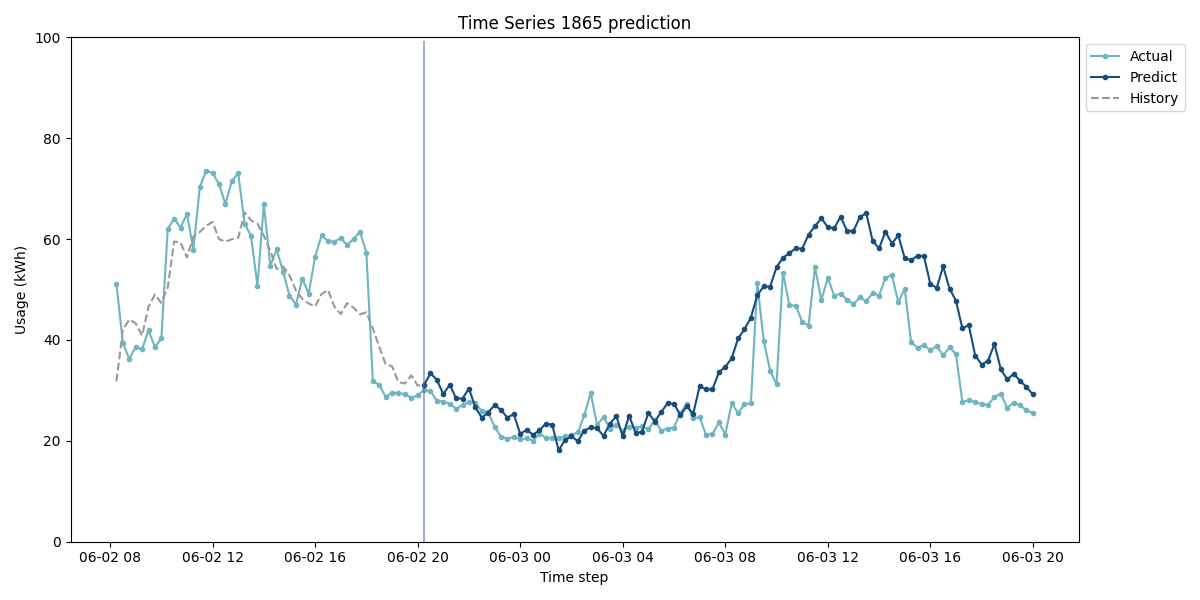 Time Series 1865 prediction
100
80
60
40
20
0
Usage (kWh)
06-02 08 06-02 12 06-02 16 06-02 20 06-03 00 06-03 04 06-03 08 06-03 12 06-03 16 06-03 20
Time step
Actual
Predict
History